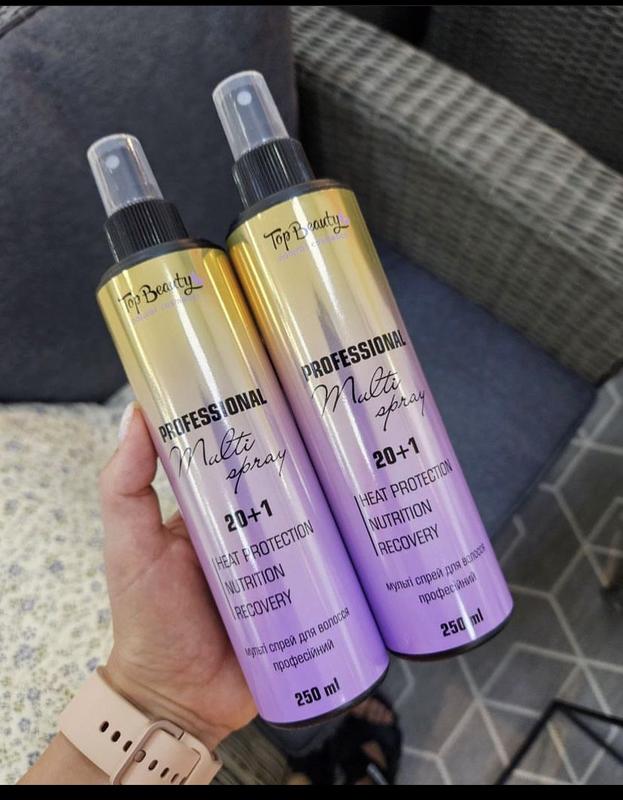 Top Beauty
PROFESSIONAL
Multi
spray
20+1
HEAT PROTECTION
NUTRITION
RECOVERY
мульті спрей для волосся
професійний
250 ml
Top Beauty
PROFESSIONAL
Multi
spray
20+1
HEAT PROTECTION
NUTRITION
RECOVERY
мульті спрей для волосся
професійний
250 ml